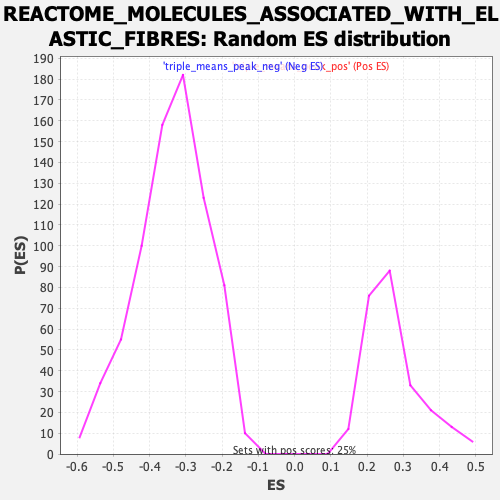 REACTOME_MOLECULES_ASSOCIATED_WITH_EL
ASTIC_FIBRES: Random ES distribution
'triple_means_peak_neg' (Neg ES) k_pos' (Pos ES)
190
180
170
160
150
140
130
120
110
100
90
80
70
60
50
40
30
20
10
0
P(ES)
Sets with pos scores: 25%
-0.6 -0.5 -0.4 -0.3 -0.2 -0.1 0.0 0.1 0.2 0.3 0.4 0.5
ES